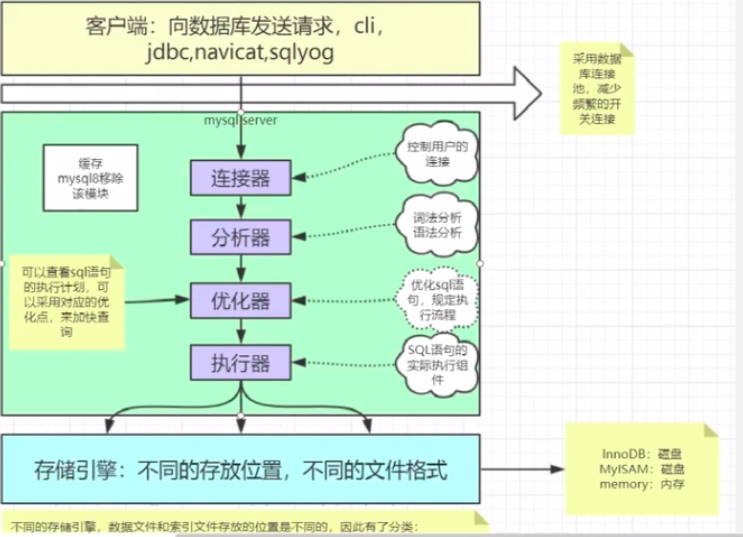 客户端：向数据库发送请求，cli，
jdbc,navicat,sqlyog
采用数据
库连接
池，减少
频繁的开
关连接
mysql server
缓存
mysql8移除
该模块
连接器
控制用户的
连接
分析器
词法分析
语法分析
可以查看sql语句
的执行计划，可
以采用对应的优
化点，来加快查
询
优化器
优化sql语
句，规定执
行流程
执行器
SQL语句的
实际执行组
件
存储引擎：不同的存放位置，不同的文件格式
InnoDB：磁盘
MyISAM：磁盘
memory：内存
不同的存储引擎，数据文件和索引文件存放的位置是不同的，因此有了分类：